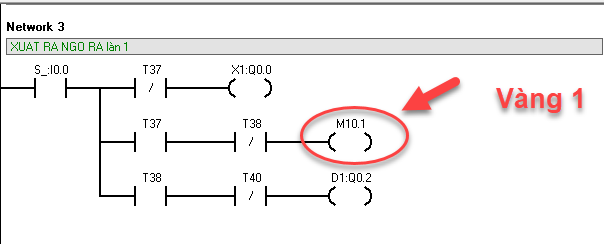 Network 3
XUAT RA NGO RA làn 1
S_:I0.0 T37 X1:Q0.0
/
Vàng 1
T37 T38 M10.1
/
T38 T40 D1:Q0.2
/